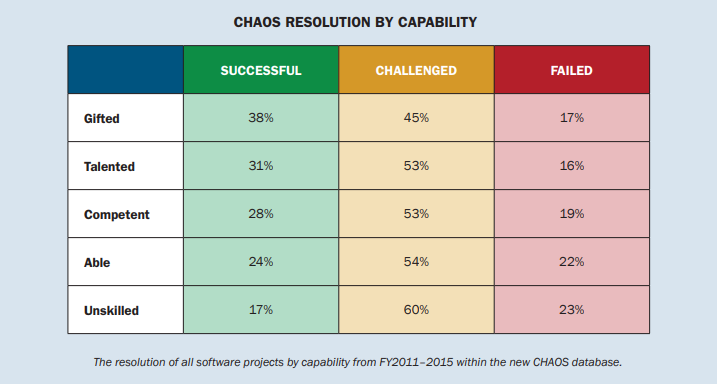 CHAOS RESOLUTION BY CAPABILITY
SUCCESSFUL CHALLENGED FAILED
Gifted 38% 45% 17%
Talented 31% 53% 16%
Competent 28% 53% 19%
Able 24% 54% 22%
Unskilled 17% 60% 23%
The resolution of all software projects by capability from FY2011–2015 within the new CHAOS database.